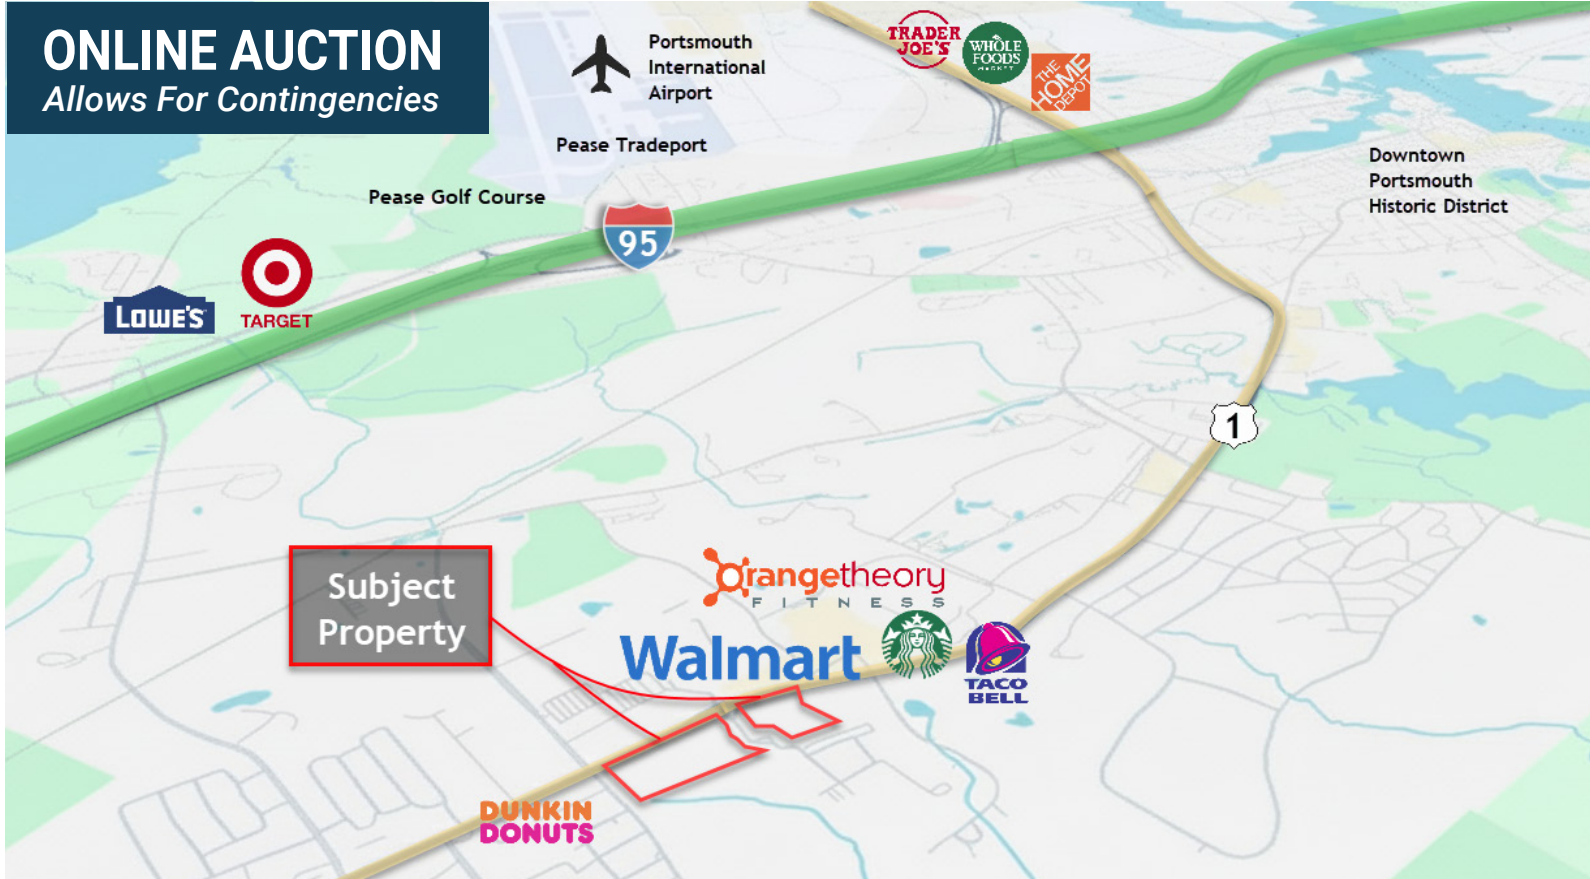 ONLINE AUCTION
Allows For Contingencies
Portsmouth
International
Airport
TRADER
JOE'S
WHOLE
FOODS
MARKET
THE
HOME
DEPOT
Pease Tradeport
Downtown
Portsmouth
Historic District
Pease Golf Course
95
LOWE'S
TARGET
1
Subject
Property
Orangetheory
FITNESS
Walmart
TACO
BELL
DUNKIN
DONUTS